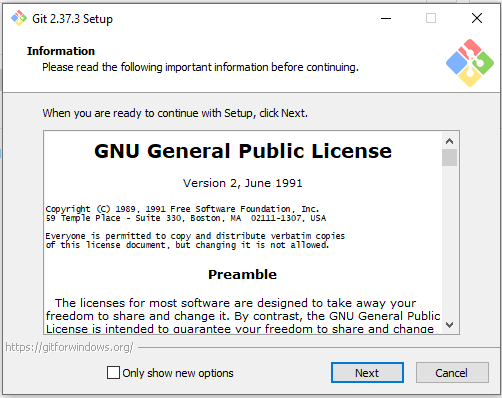 Git 2.37.3 Setup
Information
Please read the following important information before continuing.
When you are ready to continue with Setup, click Next.
GNU General Public License
Version 2, June 1991
Copyright (C) 1989, 1991 Free Software Foundation, Inc.
59 Temple Place - Suite 330, Boston, MA  02111-1307, USA
Everyone is permitted to copy and distribute verbatim copies
of this license document, but changing it is not allowed.
Preamble
The licenses for most software are designed to take away your
freedom to share and change it. By contrast, the GNU General Public
License is intended to guarantee your freedom to share and change
https://gitforwindows.org/
Only show new options
Next
Cancel